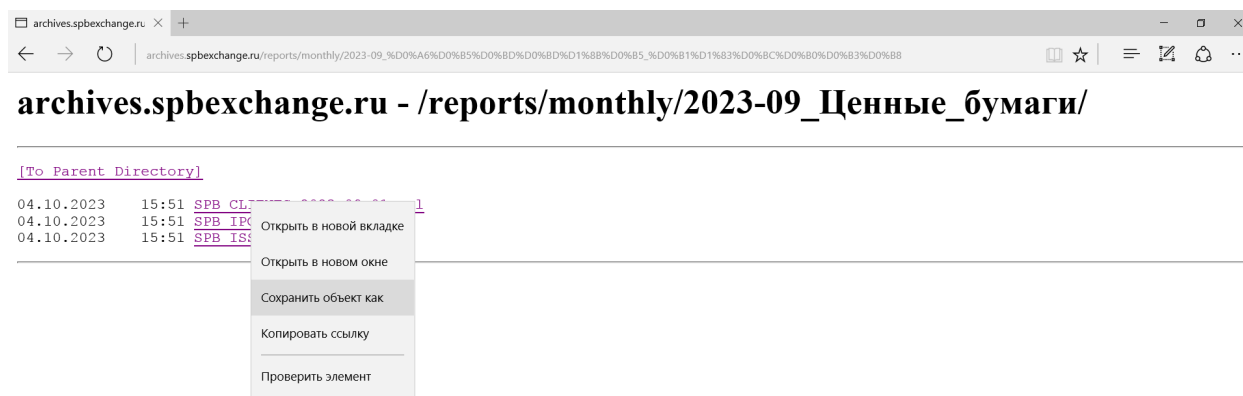 archives.spbexchange.ru
archives.spbexchange.ru/reports/monthly/2023-09_%D0%A6%D0%B5%D0%BD%D0%BD%D1%8B%D0%B5_%D0%B1%D1%83%D0%BC%D0%B0%D0%B3%D0%B8
archives.spbexchange.ru - /reports/monthly/2023-09_Ценные_бумаги/
[To Parent Directory]
04.10.2023 15:51 SPB
04.10.2023 15:51 SPB
04.10.2023 15:51 SPB
Открыть в новой вкладке
Открыть в новом окне
Сохранить объект как
Копировать ссылку
Проверить элемент